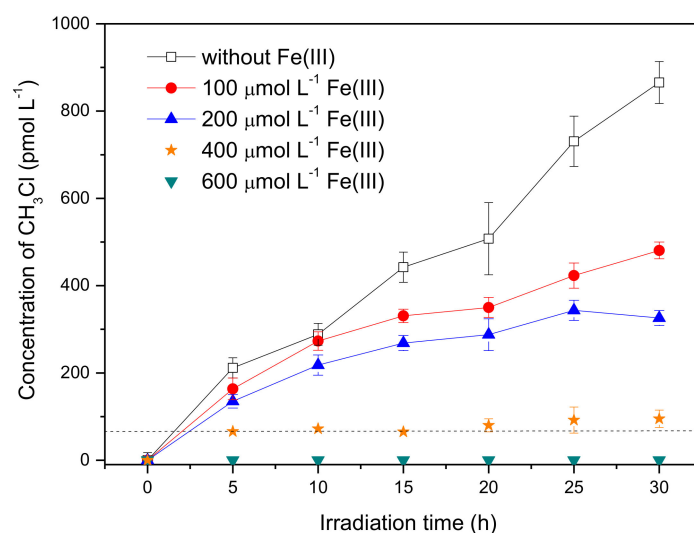 1000
800
600
400
200
0
Concentration of CH₃Cl (pmol L⁻¹)
without Fe(III)
100 μmol L⁻¹ Fe(III)
200 μmol L⁻¹ Fe(III)
400 μmol L⁻¹ Fe(III)
600 μmol L⁻¹ Fe(III)
0 5 10 15 20 25 30
Irradiation time (h)